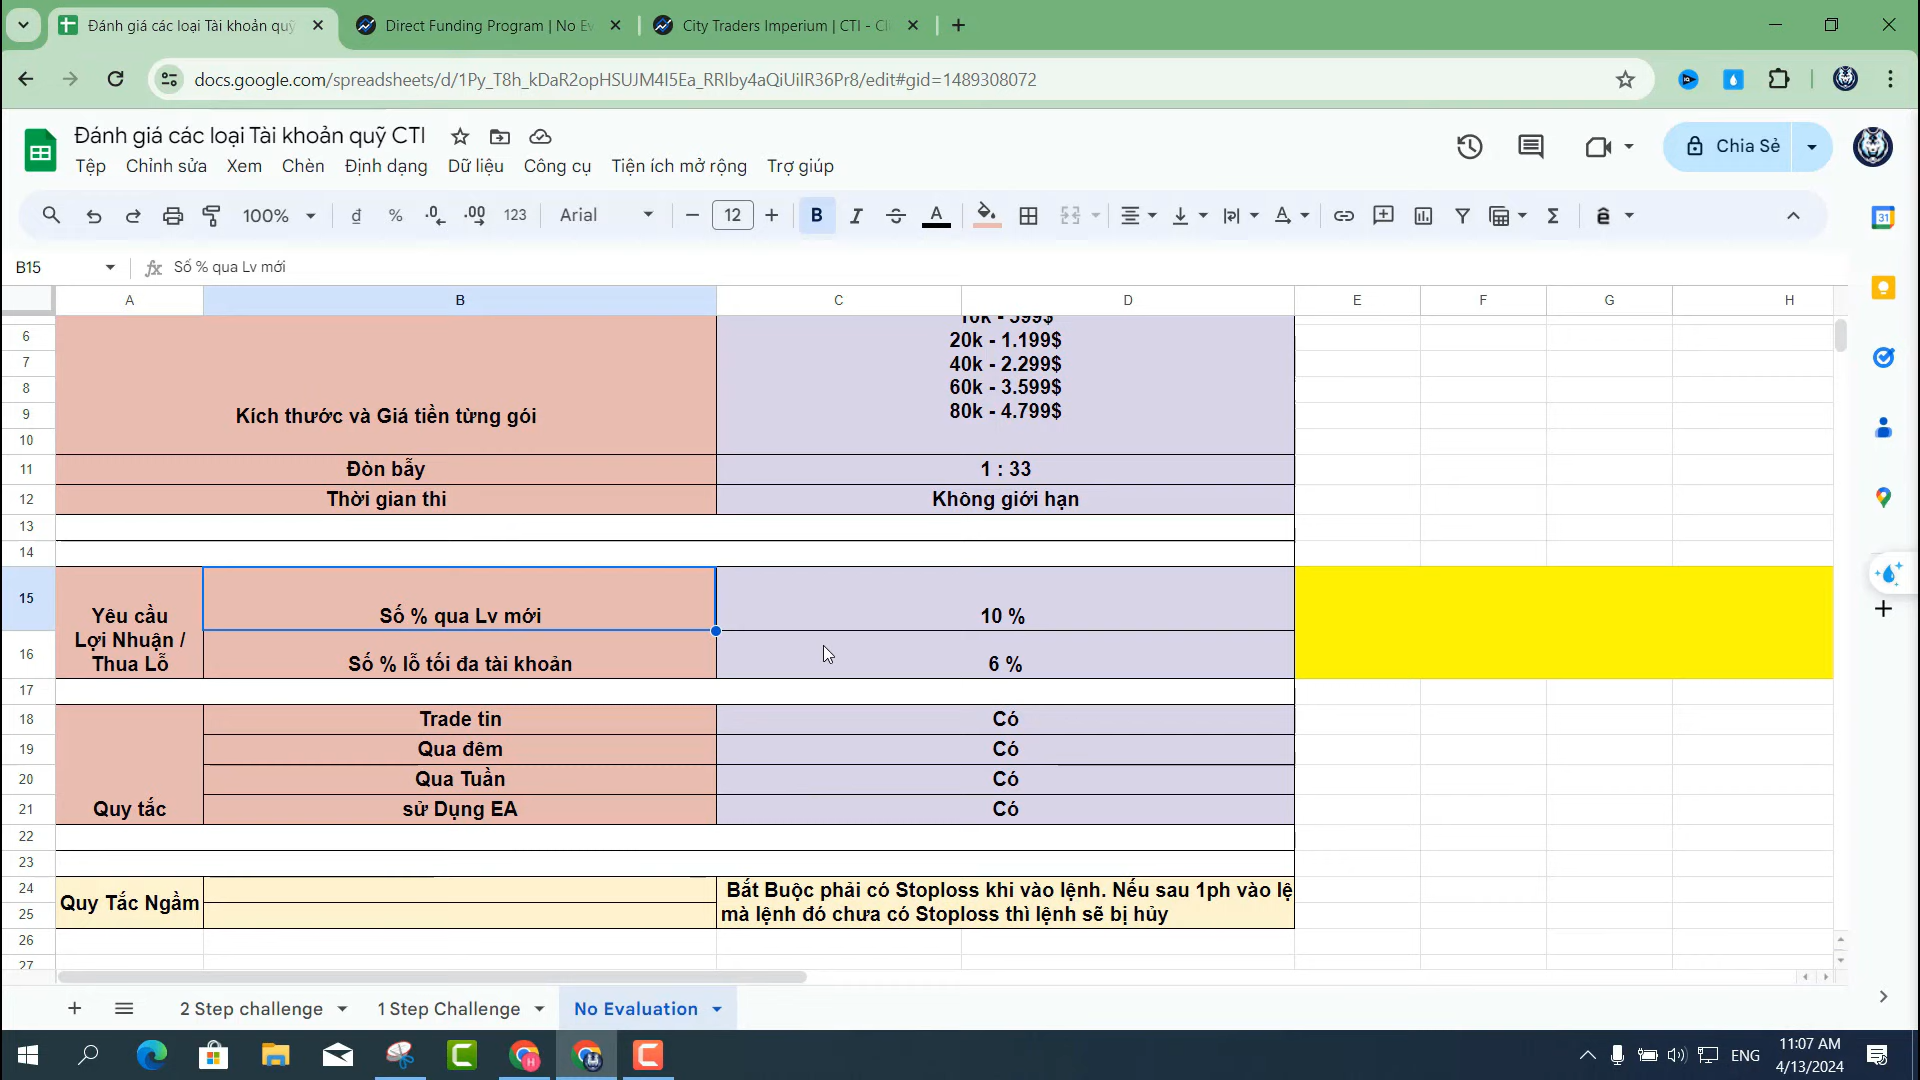 Đánh giá các loại Tài khoản quỹ
Direct Funding Program | No Ev
City Traders Imperium | CTI - Cli
docs.google.com/spreadsheets/d/1Py_T8h_kDaR2opHSUJM4I5Ea_RRlby4aQiUilR36Pr8/edit#gid=1489308072
Đánh giá các loại Tài khoản quỹ CTI
Tệp Chỉnh sửa Xem Chèn Định dạng Dữ liệu Công cụ Tiện ích mở rộng Trợ giúp
Chia Sẻ
100% đ % .0 .00 123 Arial 12 B I A
31
B15 fx Số % qua Lv mới
A B C D E F G H
10k - 599$
6 20k - 1.199$
7 40k - 2.299$
8 60k - 3.599$
9 Kích thước và Giá tiền từng gói 80k - 4.799$
10
11 Đòn bẫy 1 : 33
12 Thời gian thi Không giới hạn
13
14
15 Số % qua Lv mới 10 %
Yêu cầu
Lợi Nhuận /
Thua Lỗ
16 Số % lỗ tối đa tài khoản 6 %
17
18 Trade tin Có
19 Qua đêm Có
20 Qua Tuần Có
21 Quy tắc sử Dụng EA Có
22
23
24 Quy Tắc Ngầm Bắt Buộc phải có Stoploss khi vào lệnh. Nếu sau 1ph vào lệ
25 mà lệnh đó chưa có Stoploss thì lệnh sẽ bị hủy
26
27
2 Step challenge 1 Step Challenge No Evaluation
ENG
11:07 AM
4/13/2024